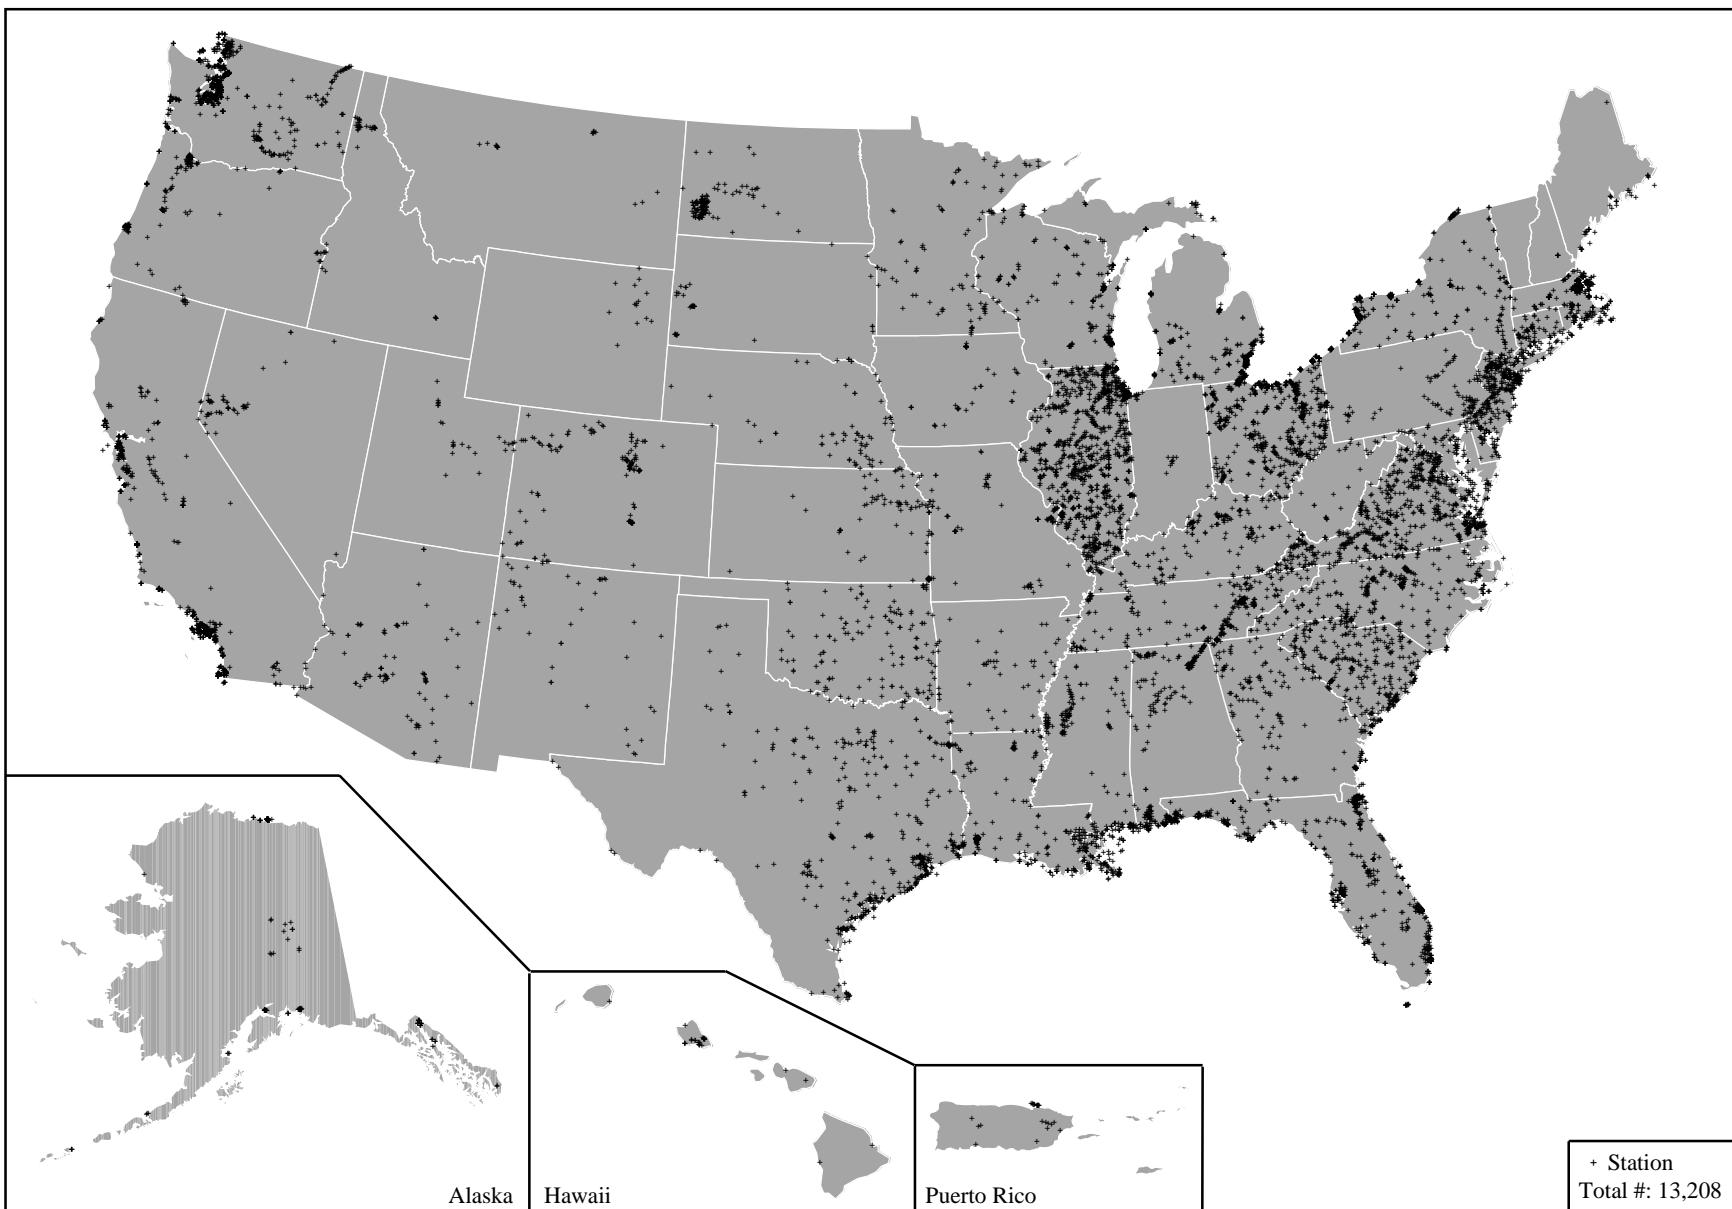 Alaska
Hawaii
Puerto Rico
+ Station
Total #: 13,208